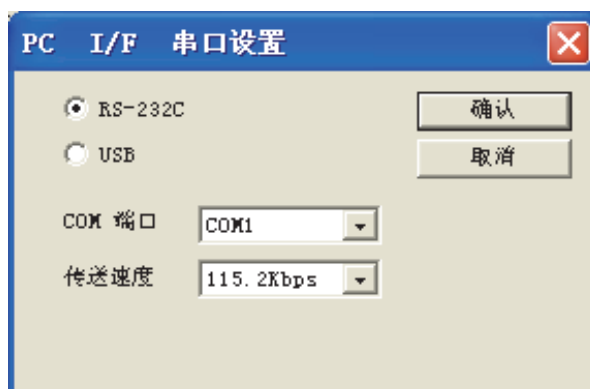 PC I/F 串口设置
RS-232C
确认
USB
取消
COM 端口 COM1
传送速度 115.2Kbps